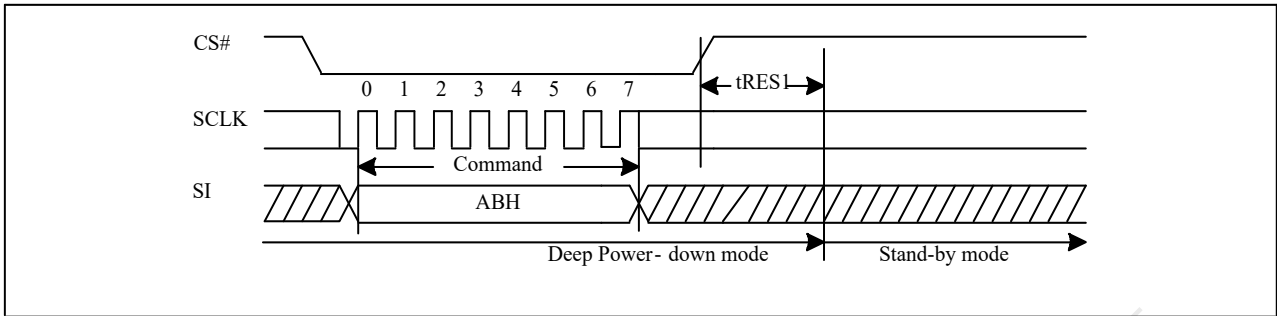 CS#
tRES1
0 1 2 3 4 5 6 7
SCLK
Command
SI
ABH
Deep Power- down mode
Stand-by mode